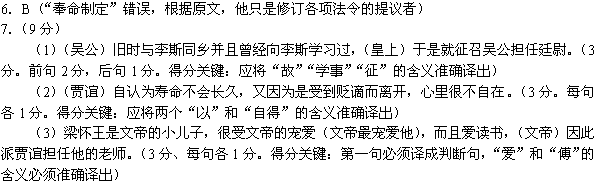 6．B（“奉命制定”错误，根据原文，他只是修订各项法令的提议者）
7．（9分）
（1）（吴公）旧时与李斯同乡并且曾经向李斯学习过，（皇上）于是就征召吴公担任廷尉。（3
分。前句2分，后句1分。得分关键：应将“故”“学事”“征”的含义准确译出）
（2）（贾谊）自认为寿命不会长久，又因为是受到贬谪而离开，心里很不自在。（3分。每句
各1分。得分关键：应将两个“以”和“自得”的含义准确译出）
（3）梁怀王是文帝的小儿子，很受文帝的宠爱（文帝最宠爱他），而且爱读书，（文帝）因此
派贾谊担任他的老师。（3分、每句各1分。得分关键：第一句必须译成判断句，“爱”和“傅”的
含义必须准确译出）